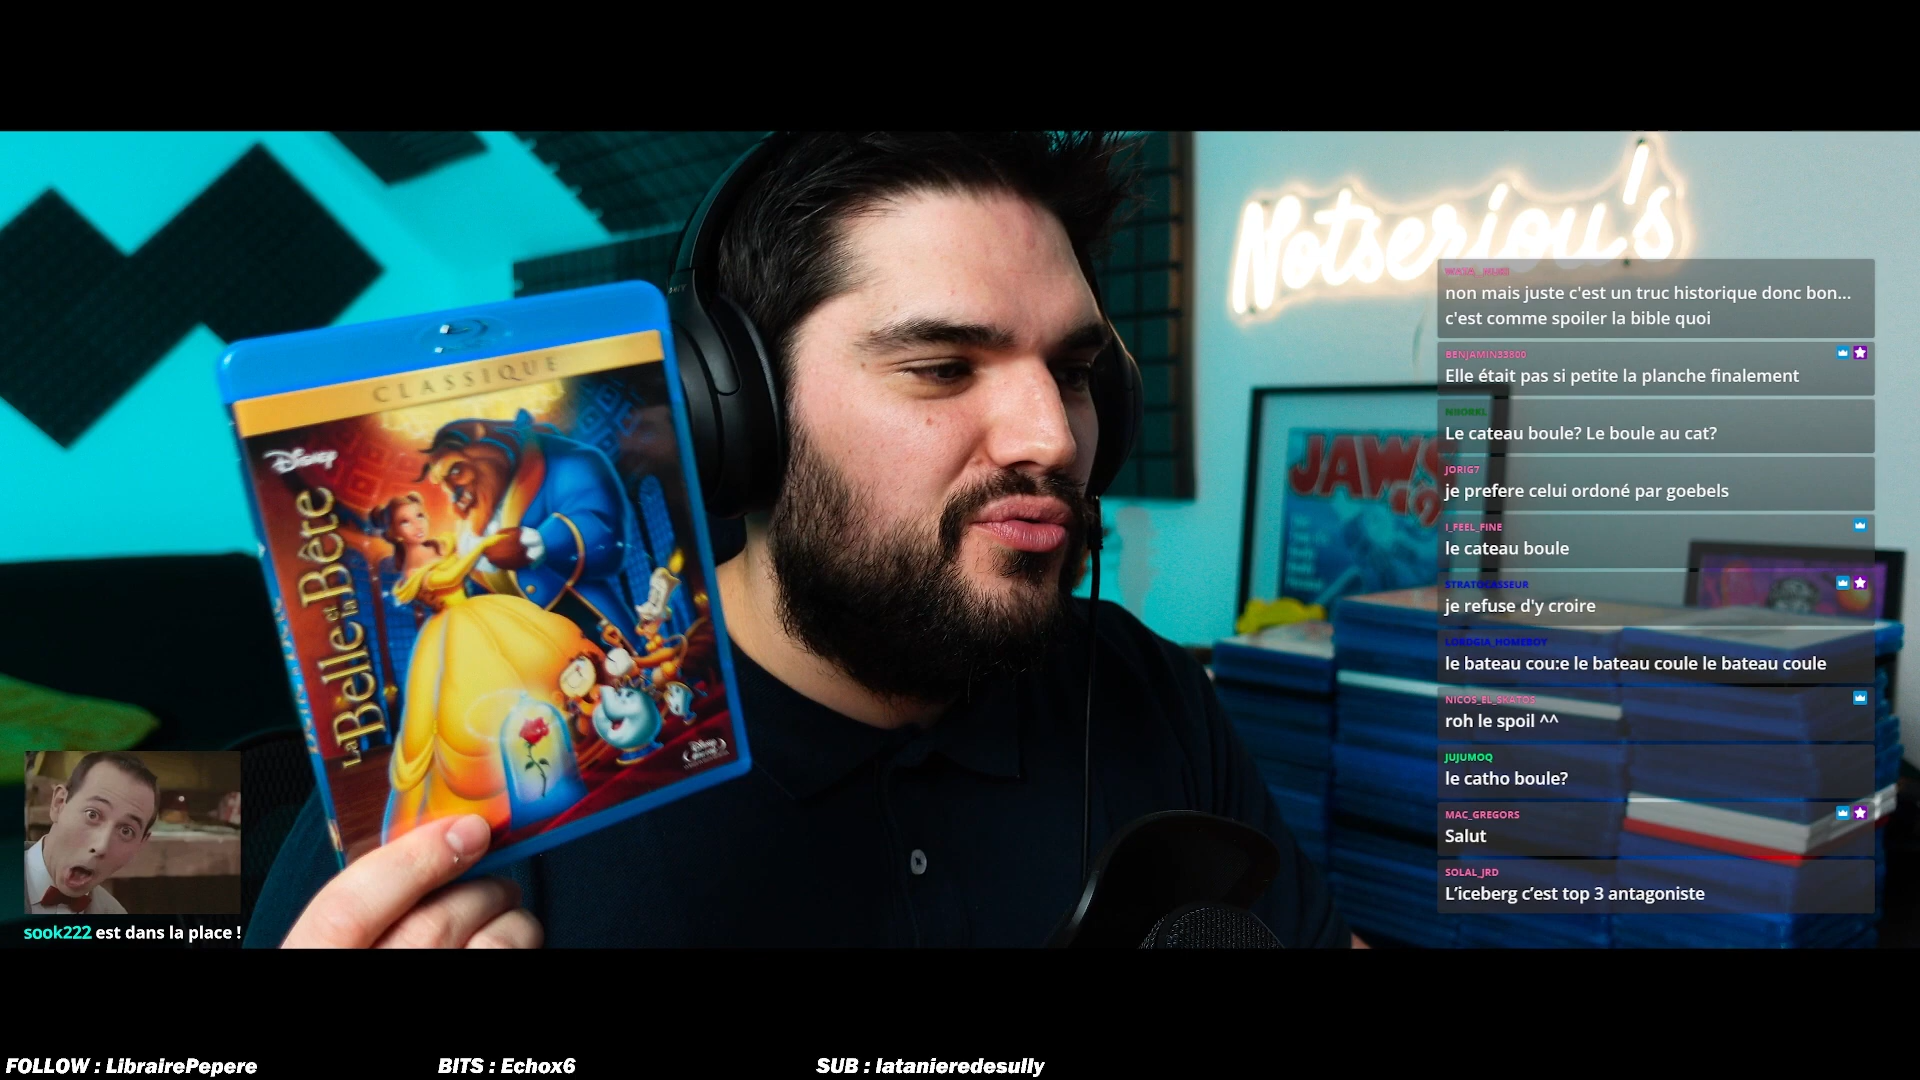 Notseriou's
CLASSIQUE
Disney
La Belle et la Bête
JAWS
non mais juste c'est un truc historique donc bon...
c'est comme spoiler la bible quoi
BENJAMIN33800
Elle était pas si petite la planche finalement
Le cateau boule? Le boule au cat?
JORIG7
je prefere celui ordoné par goebels
I_FEEL_FINE
le cateau boule
STRATOCASSEUR
je refuse d'y croire
LORDGIA_HOMEBOY
le bateau cou:e le bateau coule le bateau coule
NICOS_EL_SKATOS
roh le spoil ^^
JUJUMOQ
le catho boule?
MAC_GREGORS
Salut
SOLAL_JRD
L'iceberg c'est top 3 antagoniste
sook222 est dans la place !
FOLLOW : LibrairePepere
BITS : Echox6
SUB : latanieredesully